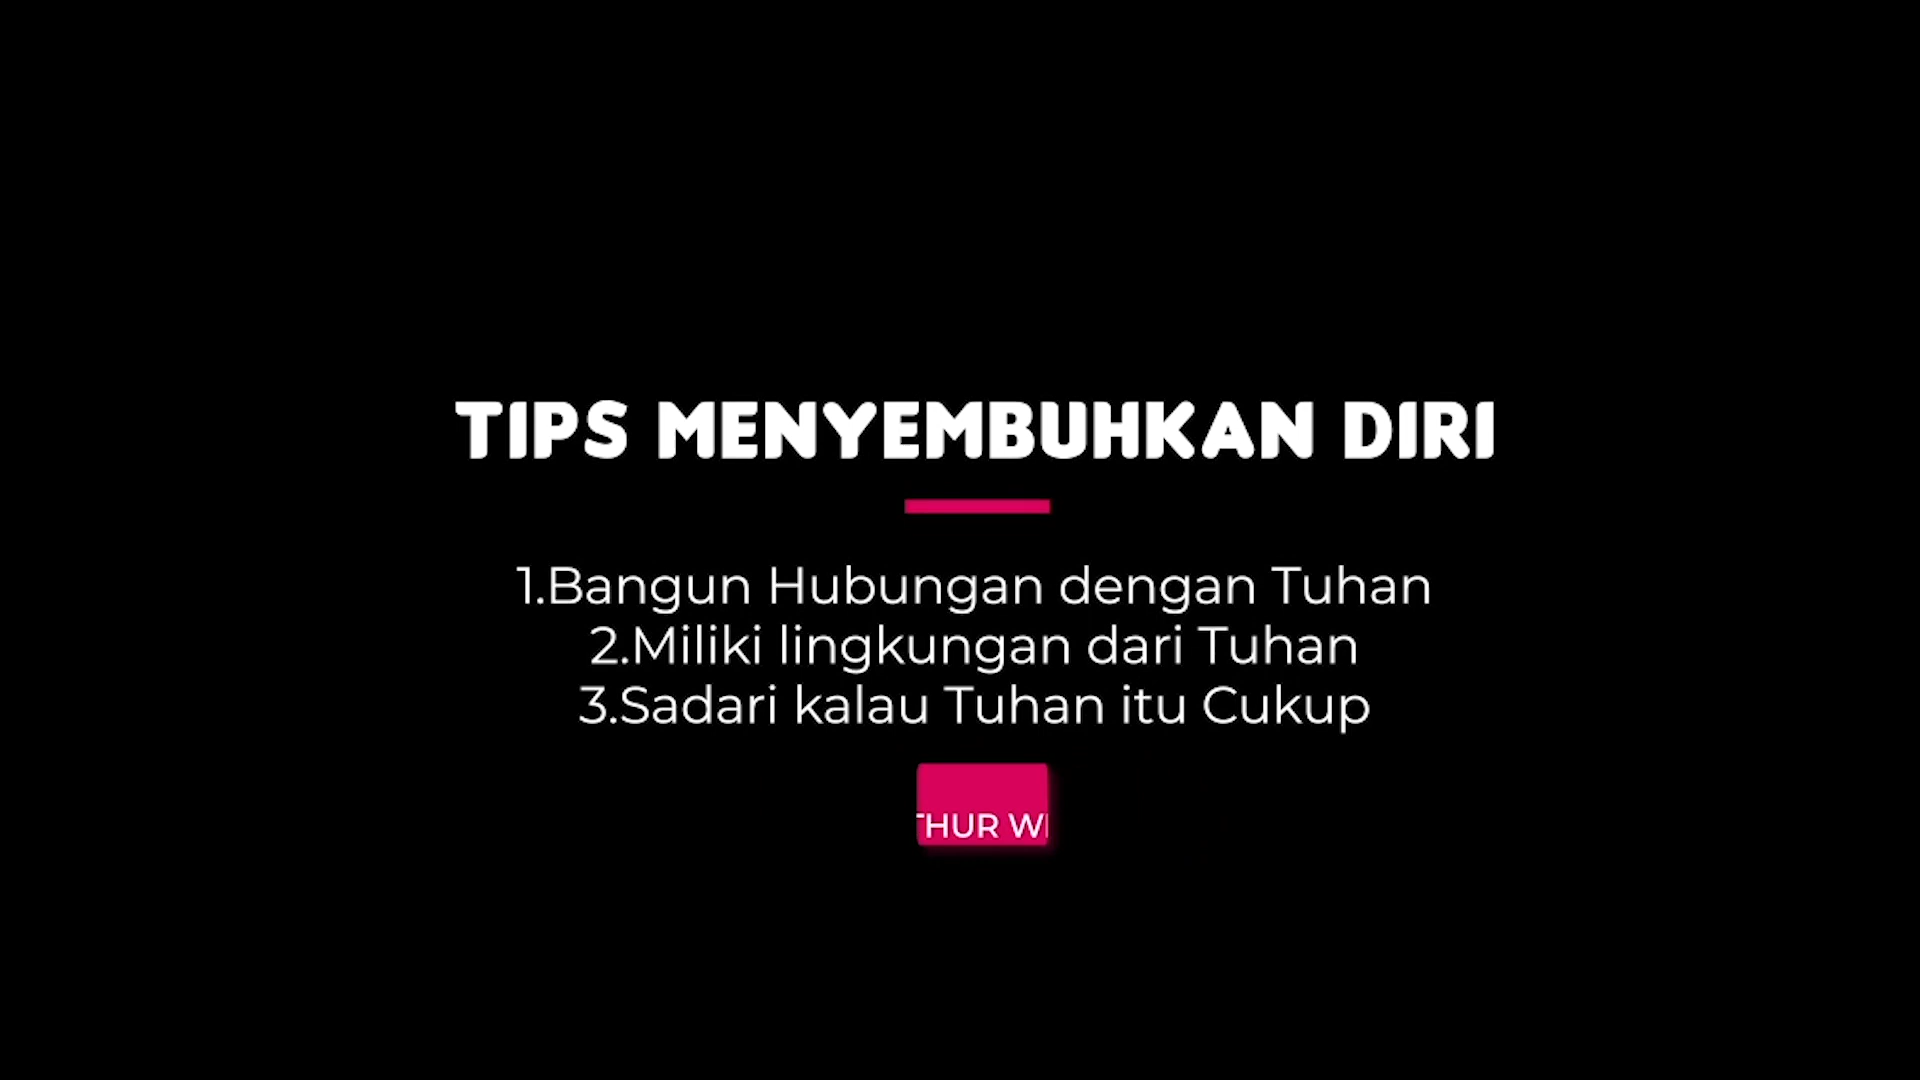 TIPS MENYEMBUHKAN DIRI
1.Bangun Hubungan dengan Tuhan
2.Miliki lingkungan dari Tuhan
3.Sadari kalau Tuhan itu Cukup
THUR W